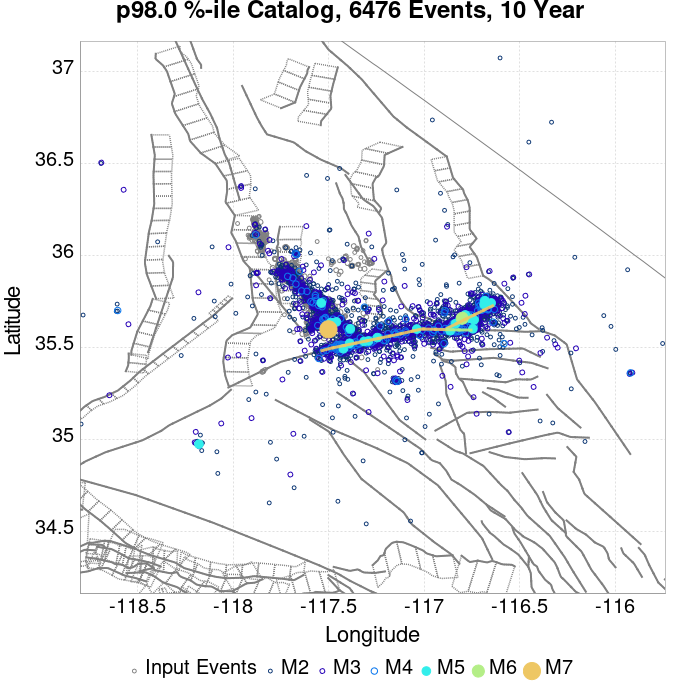 p98.0 %-ile Catalog, 6476 Events, 10 Year
37
36.5
36
35.5
35
34.5
Latitude
-118.5 -118 -117.5 -117 -116.5 -116
Longitude
Input Events M2 M3 M4 M5 M6 M7